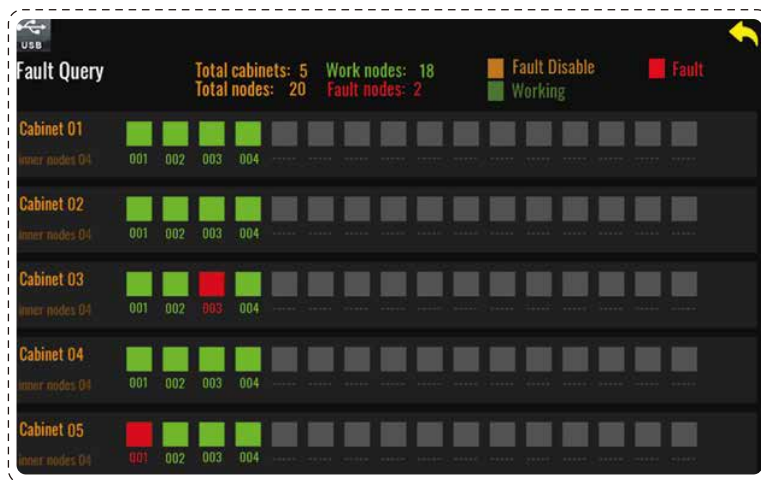 USB
Fault Query
Total cabinets: 5 Work nodes: 18 Fault Disable Fault
Total nodes: 20 Fault nodes: 2 Working
Cabinet 01
inner nodes 04 001 002 003 004
Cabinet 02
inner nodes 04 001 002 003 004
Cabinet 03
inner nodes 04 001 002 003 004
Cabinet 04
inner nodes 04 001 002 003 004
Cabinet 05
inner nodes 04 001 002 003 004